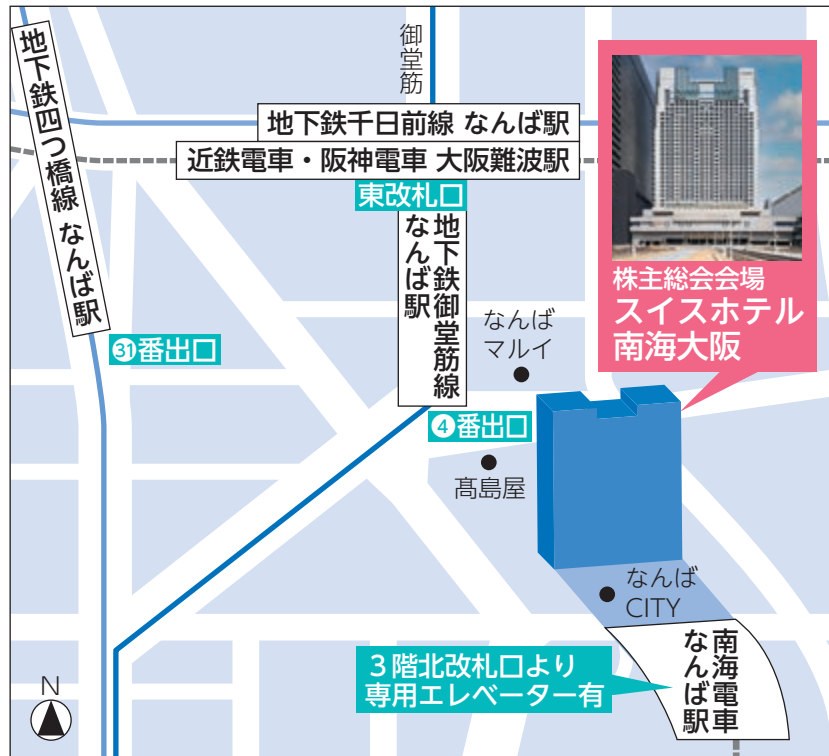 御堂筋
地下鉄四つ橋線 なんば駅
地下鉄千日前線 なんば駅
近鉄電車・阪神電車 大阪難波駅
東改札口
地下鉄御堂筋線
なんば駅
株主総会会場
スイスホテル
南海大阪
なんば
マルイ
㉛番出口
❹番出口
髙島屋
なんば
CITY
南海電車
なんば駅
3階北改札口より
専用エレベーター有
N